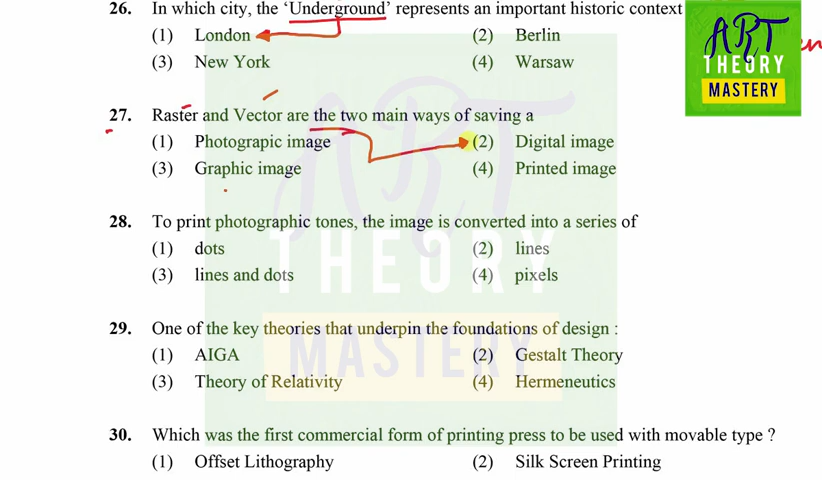 26. In which city, the ‘Underground’ represents an important historic context
(1) London (2) Berlin
(3) New York (4) Warsaw
ART
THEORY
MASTERY
27. Raster and Vector are the two main ways of saving a
(1) Photograpic image (2) Digital image
(3) Graphic image (4) Printed image
28. To print photographic tones, the image is converted into a series of
(1) dots (2) lines
(3) lines and dots (4) pixels
29. One of the key theories that underpin the foundations of design :
(1) AIGA (2) Gestalt Theory
(3) Theory of Relativity (4) Hermeneutics
30. Which was the first commercial form of printing press to be used with movable type ?
(1) Offset Lithography (2) Silk Screen Printing
ART
THEORY
MASTERY